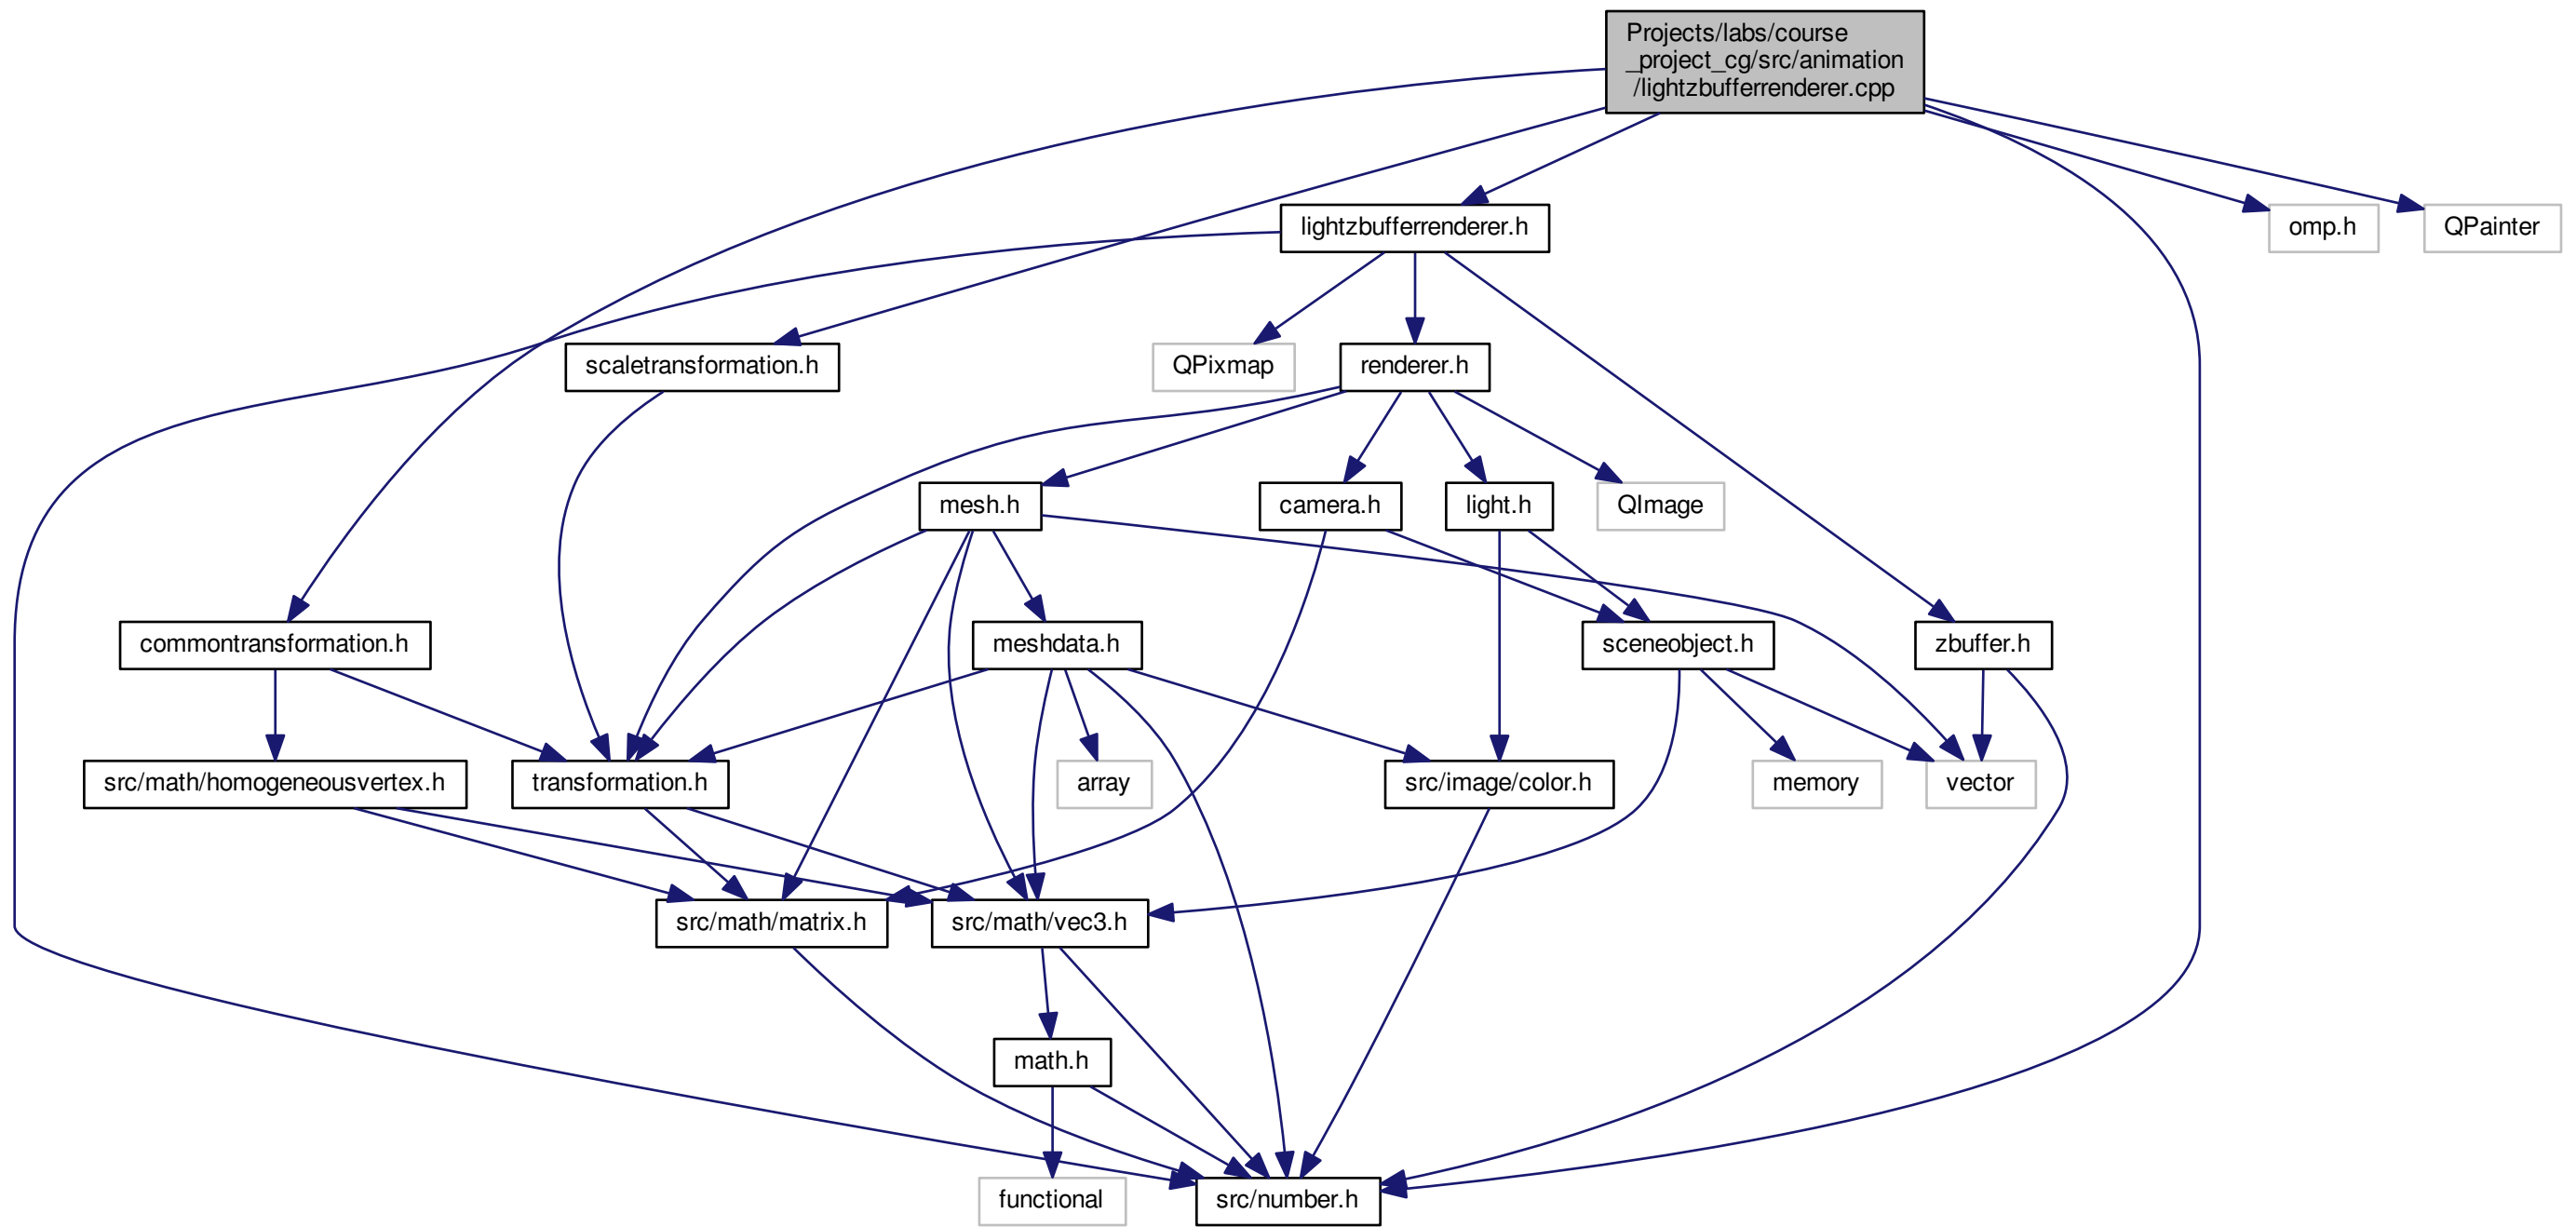 Projects/labs/course
_project_cg/src/animation
/lightzbufferrenderer.cpp
lightzbufferrenderer.h
omp.h
QPainter
scaletransformation.h
QPixmap
renderer.h
mesh.h
camera.h
light.h
QImage
commontransformation.h
meshdata.h
sceneobject.h
zbuffer.h
src/math/homogeneousvertex.h
transformation.h
array
src/image/color.h
memory
vector
src/math/matrix.h
src/math/vec3.h
math.h
functional
src/number.h